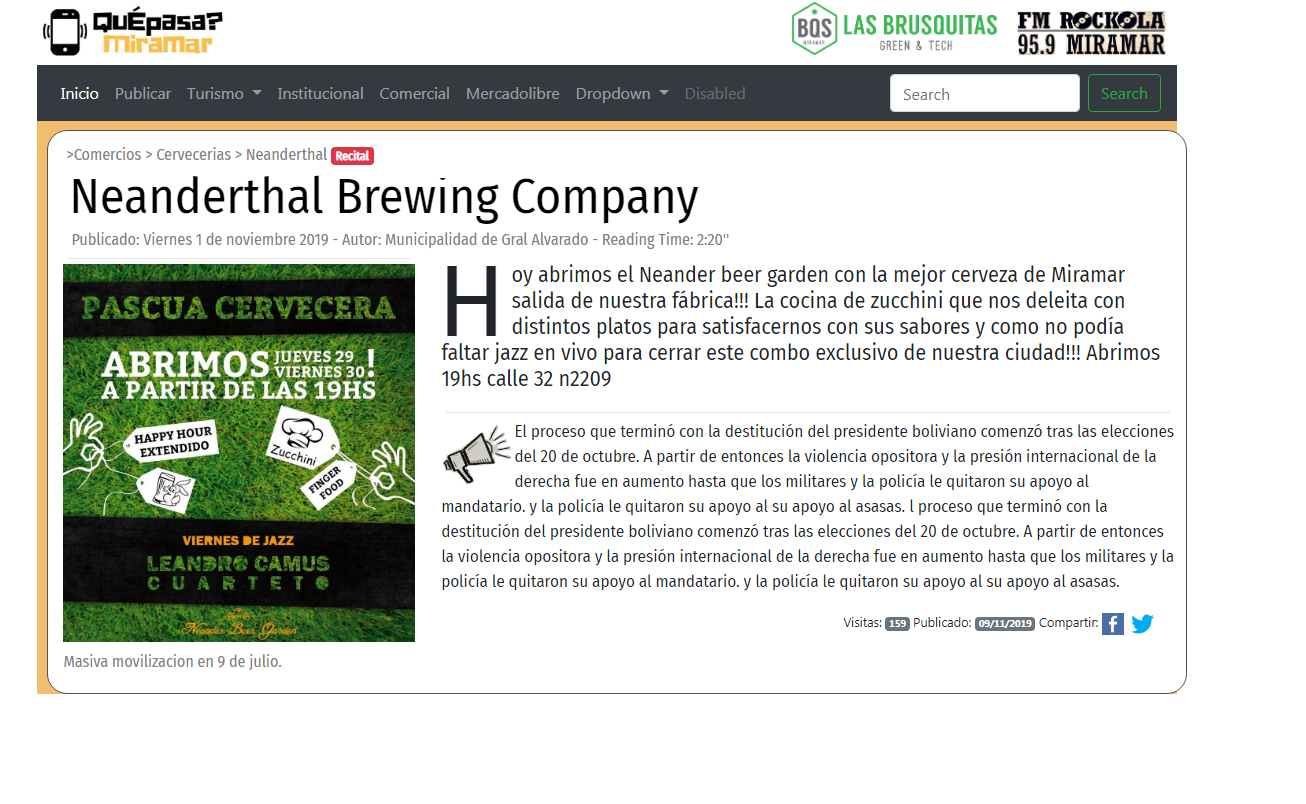 QuÉpasa?
Miramar
BQS
MIRAMAR
LAS BRUSQUITAS
GREEN & TECH
FM ROCKOLA
95.9 MIRAMAR
Inicio Publicar Turismo Institucional Comercial Mercadolibre Dropdown Disabled Search Search
>Comercios > Cervecerias > Neanderthal Recital
Neanderthal Brewing Company
Publicado: Viernes 1 de noviembre 2019 - Autor: Municipalidad de Gral Alvarado - Reading Time: 2:20''
PASCUA CERVECERA
ABRIMOS JUEVES 29 VIERNES 30 !
A PARTIR DE LAS 19HS
HAPPY HOUR
EXTENDIDO
Zucchini
FINGER
FOOD
VIERNES DE JAZZ
LEANDRO CAMUS
CUARTETO
Neander Beer Garden
Masiva movilizacion en 9 de julio.
Hoy abrimos el Neander beer garden con la mejor cerveza de Miramar
salida de nuestra fábrica!!! La cocina de zucchini que nos deleita con
distintos platos para satisfacernos con sus sabores y como no podía
faltar jazz en vivo para cerrar este combo exclusivo de nuestra ciudad!!! Abrimos
19hs calle 32 n2209
El proceso que terminó con la destitución del presidente boliviano comenzó tras las elecciones
del 20 de octubre. A partir de entonces la violencia opositora y la presión internacional de la
derecha fue en aumento hasta que los militares y la policía le quitaron su apoyo al
mandatario. y la policía le quitaron su apoyo al su apoyo al asasas. l proceso que terminó con la
destitución del presidente boliviano comenzó tras las elecciones del 20 de octubre. A partir de entonces
la violencia opositora y la presión internacional de la derecha fue en aumento hasta que los militares y la
policía le quitaron su apoyo al mandatario. y la policía le quitaron su apoyo al su apoyo al asasas.
Visitas: 159 Publicado: 09/11/2019 Compartir: